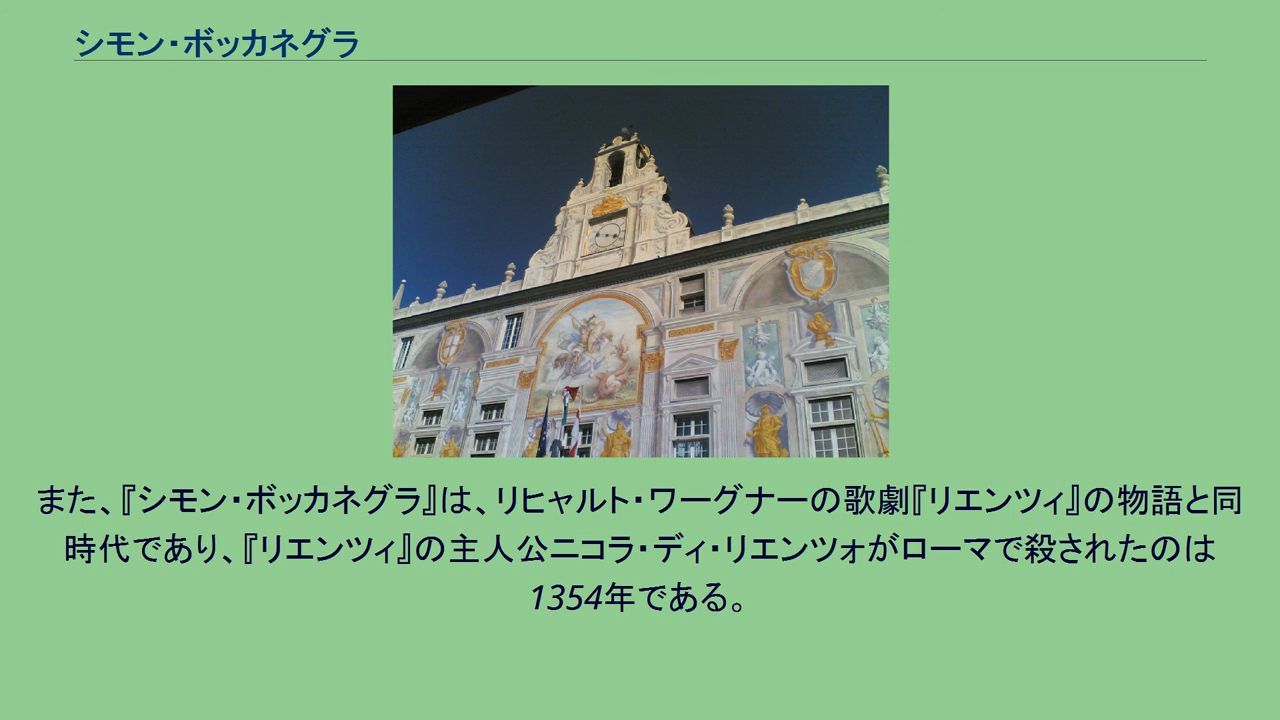 シモン・ボッカネグラ
また、『シモン・ボッカネグラ』は、リヒャルト・ワーグナーの歌劇『リエンツィ』の物語と同
時代であり、『リエンツィ』の主人公ニコラ・ディ・リエンツォがローマで殺されたのは
1354年である。